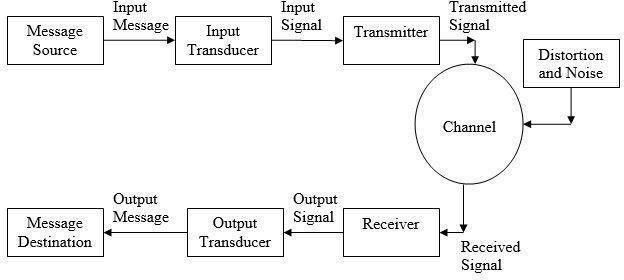 Input
Message
Input
Signal
Transmitted
Signal
Message
Source
Input
Transducer
Transmitter
Distortion
and Noise
Channel
Output
Message
Output
Signal
Message
Destination
Output
Transducer
Receiver
Received
Signal